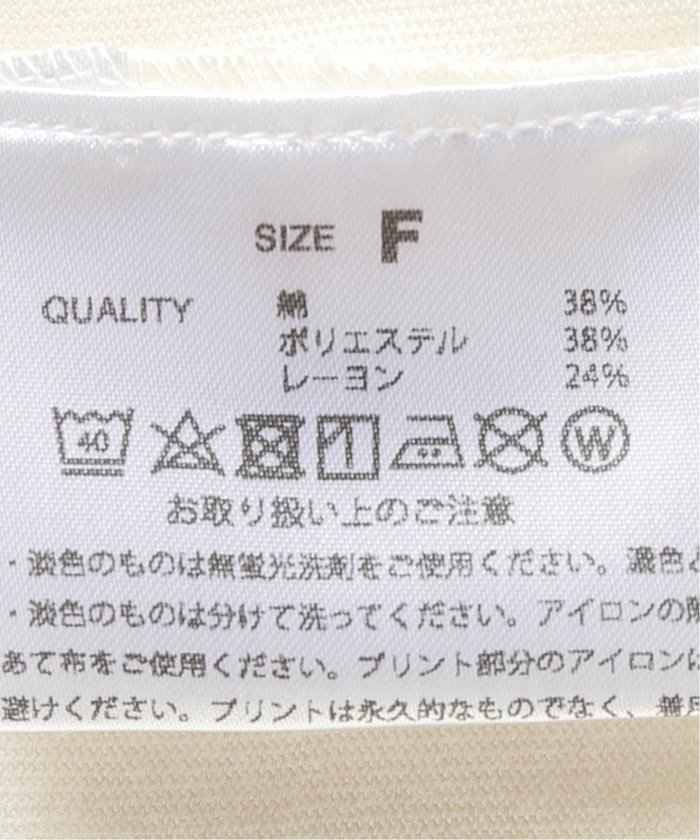 SIZE F
QUALITY 綿 38%
ポリエステル 38%
レーヨン 24%
40 W
お取り扱い上のご注意
・淡色のものは無蛍光洗剤をご使用ください。濃色と
・淡色のものは分けて洗ってください。アイロンの際
あて布をご使用ください。プリント部分のアイロンは
避けください。プリントは永久的なものでなく、着用